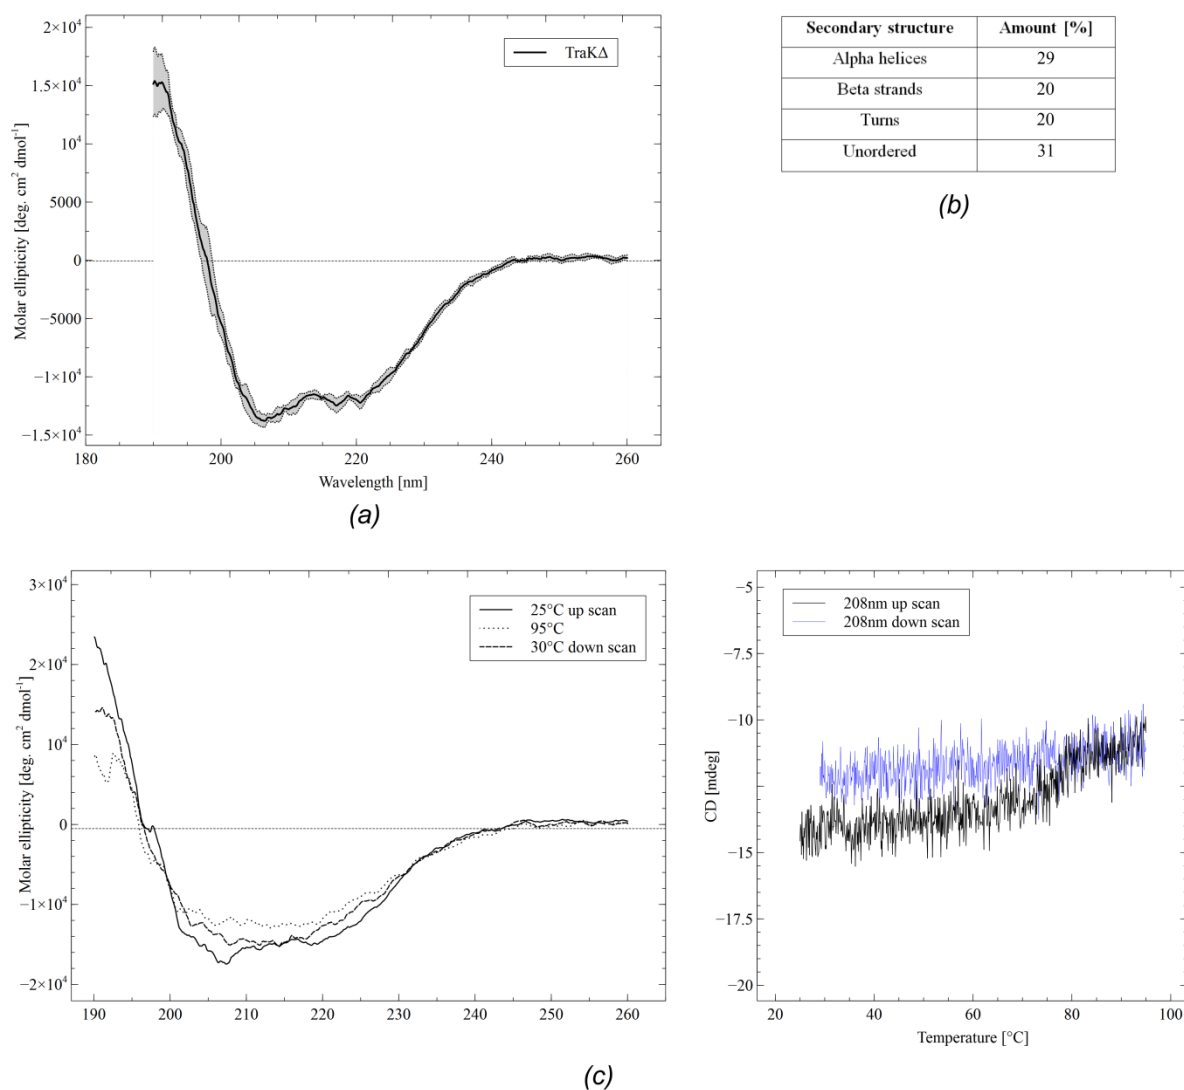 2×10⁴
1.5×10⁴
1×10⁴
5000
0
−5000
−1×10⁴
−1.5×10⁴
Molar ellipticity [deg. cm² dmol⁻¹]
TraKΔ
180 200 220 240 260
Wavelength [nm]
(a)
Secondary structure Amount [%]
Alpha helices 29
Beta strands 20
Turns 20
Unordered 31
(b)
3×10⁴
2×10⁴
1×10⁴
0
−1×10⁴
−2×10⁴
Molar ellipticity [deg. cm² dmol⁻¹]
25°C up scan
95°C
30°C down scan
190 200 210 220 230 240 250 260
−5
−7.5
−10
−12.5
−15
−17.5
−20
CD [mdeg]
208nm up scan
208nm down scan
20 40 60 80 100
Temperature [°C]
(c)